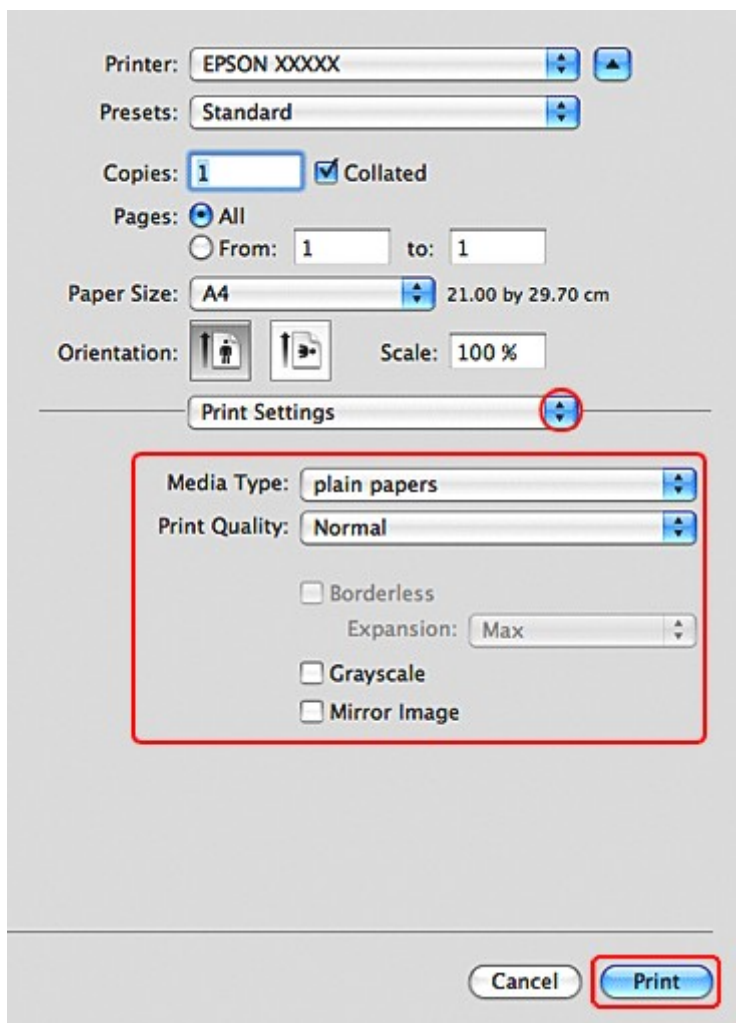 Printer: EPSON XXXXX
Presets: Standard
Copies: 1 Collated
Pages: All
From: 1 to: 1
Paper Size: A4 21.00 by 29.70 cm
Orientation: Scale: 100 %
Print Settings
Media Type: plain papers
Print Quality: Normal
Borderless
Expansion: Max
Grayscale
Mirror Image
Cancel Print